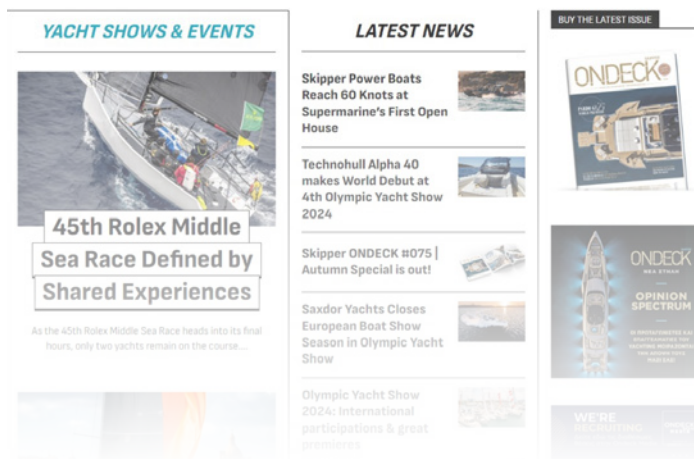 YACHT SHOWS & EVENTS
45th Rolex Middle
Sea Race Defined by
Shared Experiences
As the 45th Rolex Middle Sea Race heads into its final
hours, only two yachts remain on the course....
LATEST NEWS
Skipper Power Boats
Reach 60 Knots at
Supermarine's First Open
House
Technohull Alpha 40
makes World Debut at
4th Olympic Yacht Show
2024
Skipper ONDECK #075 |
Autumn Special is out!
Saxdor Yachts Closes
European Boat Show
Season in Olympic Yacht
Show
Olympic Yacht Show
2024: International
participations & great
premieres
BUY THE LATEST ISSUE
ONDECK
ONDECK
OPINION
SPECTRUM
WE'RE
RECRUITING